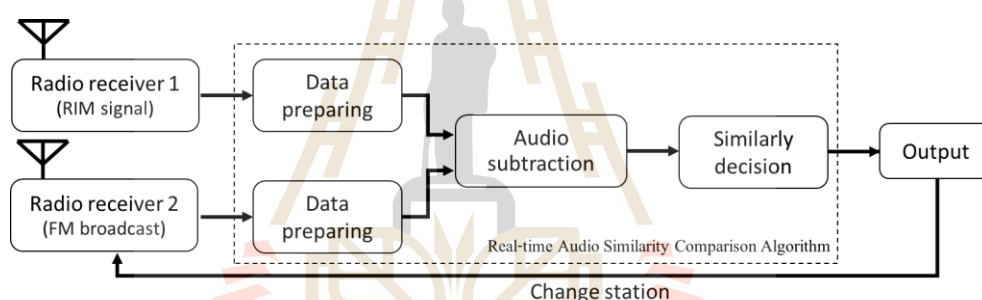 Radio receiver 1
(RIM signal)
Data
preparing
Radio receiver 2
(FM broadcast)
Data
preparing
Audio
subtraction
Similarly
decision
Output
Real-time Audio Similarity Comparison Algorithm
Change station